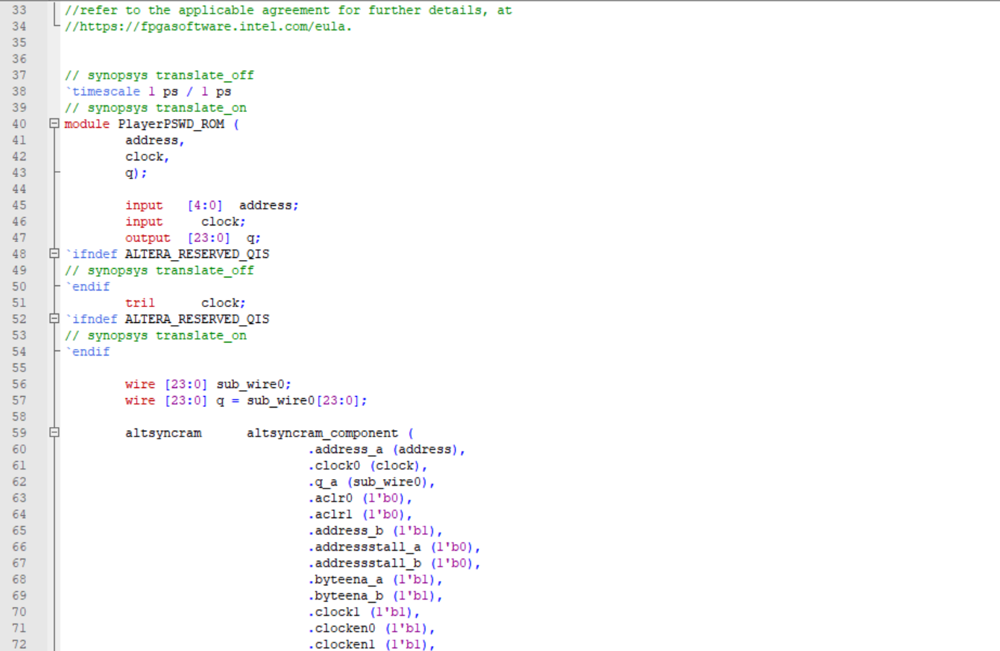 33 //refer to the applicable agreement for further details, at
34 //https://fpgasoftware.intel.com/eula.
35
36
37 // synopsys translate_off
38 `timescale 1 ps / 1 ps
39 // synopsys translate_on
40 module PlayerPSWD_ROM (
41 address,
42 clock,
43 q);
44
45 input [4:0] address;
46 input clock;
47 output [23:0] q;
48 `ifndef ALTERA_RESERVED_QIS
49 // synopsys translate_off
50 `endif
51 tri1 clock;
52 `ifndef ALTERA_RESERVED_QIS
53 // synopsys translate_on
54 `endif
55
56 wire [23:0] sub_wire0;
57 wire [23:0] q = sub_wire0[23:0];
58
59 altsyncram altsyncram_component (
60 .address_a (address),
61 .clock0 (clock),
62 .q_a (sub_wire0),
63 .aclr0 (1'b0),
64 .aclr1 (1'b0),
65 .address_b (1'b1),
66 .addressstall_a (1'b0),
67 .addressstall_b (1'b0),
68 .byteena_a (1'b1),
69 .byteena_b (1'b1),
70 .clock1 (1'b1),
71 .clocken0 (1'b1),
72 .clocken1 (1'b1),